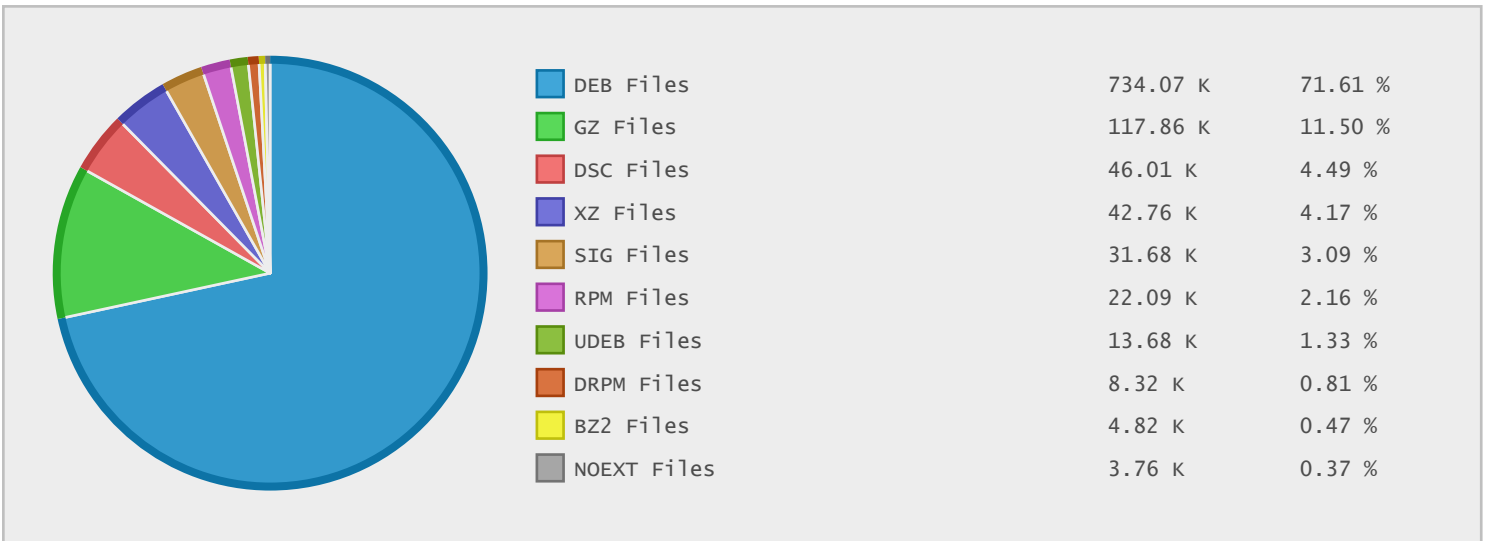 DEB Files 734.07 K 71.61 %
GZ Files 117.86 K 11.50 %
DSC Files 46.01 K 4.49 %
XZ Files 42.76 K 4.17 %
SIG Files 31.68 K 3.09 %
RPM Files 22.09 K 2.16 %
UDEB Files 13.68 K 1.33 %
DRPM Files 8.32 K 0.81 %
BZ2 Files 4.82 K 0.47 %
NOEXT Files 3.76 K 0.37 %